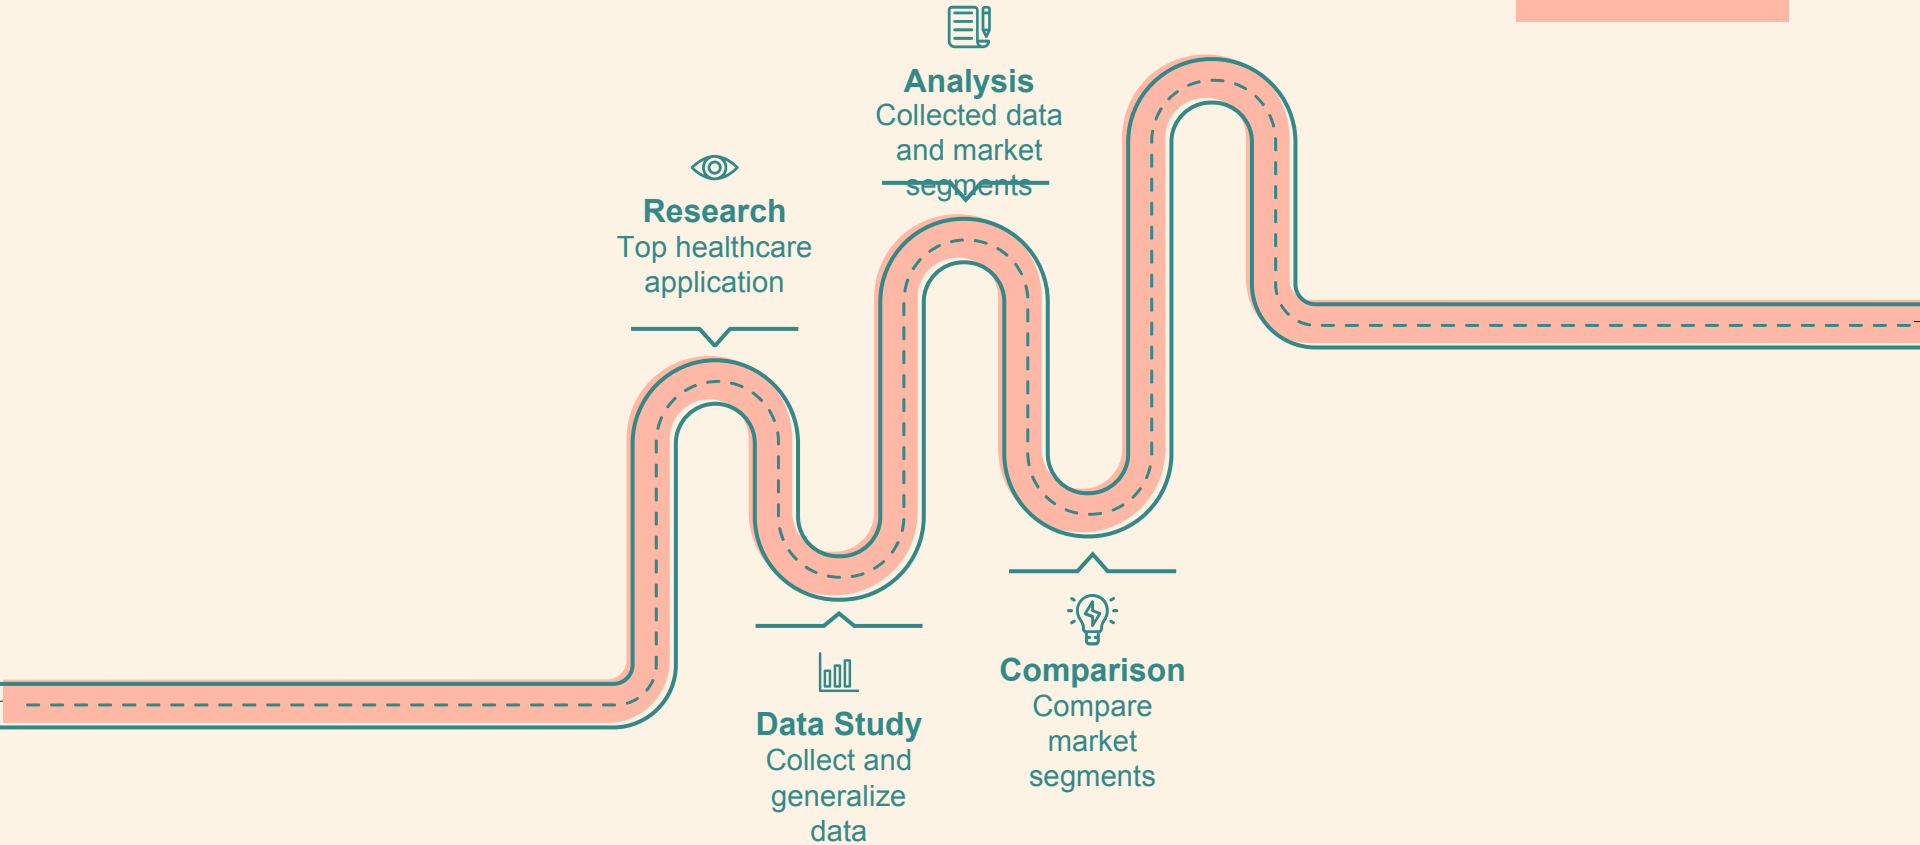 Research
Top healthcare
application
Data Study
Collect and
generalize
data
Analysis
Collected data
and market
segments
Comparison
Compare
market
segments